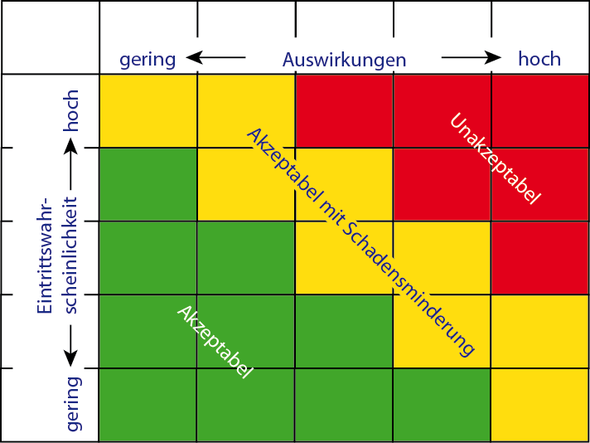 gering
Auswirkungen
hoch
hoch
Eintrittswahr-
scheinlichkeit
gering
Unakzeptabel
Akzeptabel mit Schadensminderung
Akzeptabel